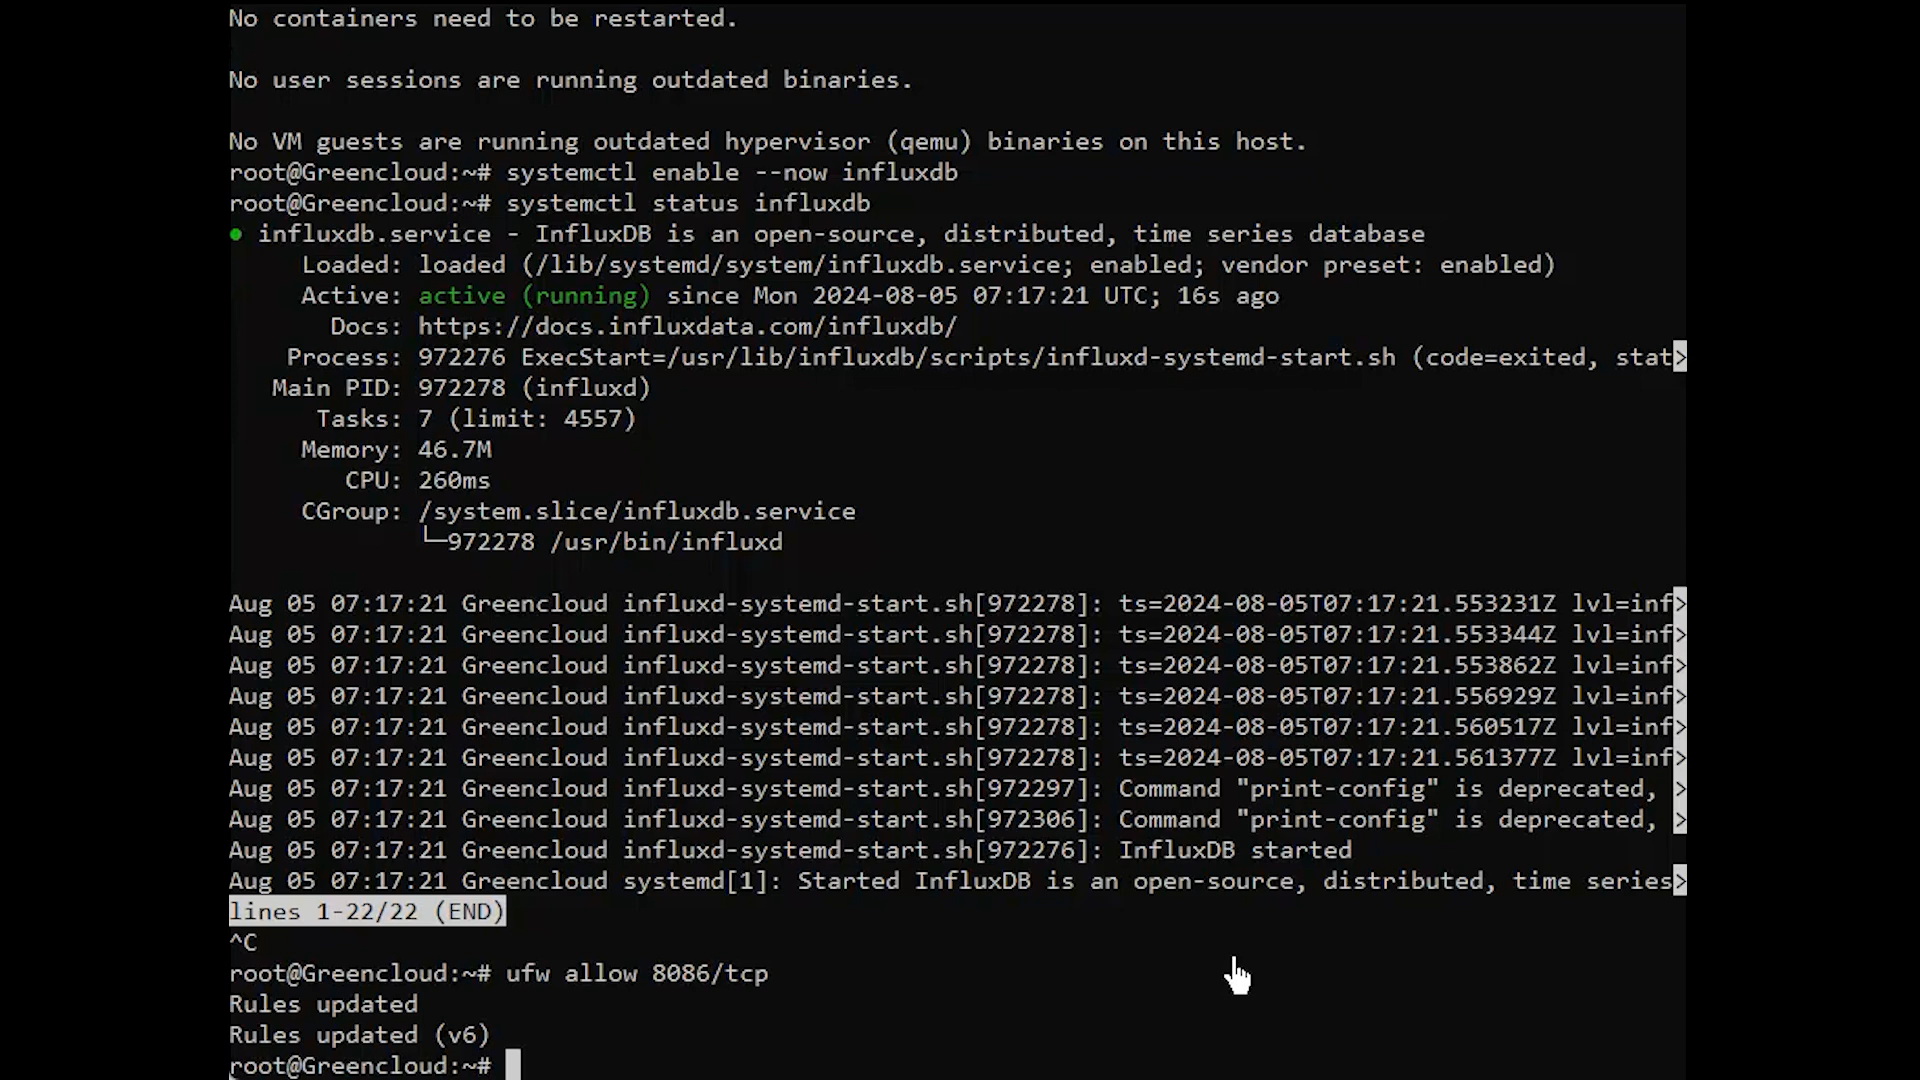 No containers need to be restarted.
No user sessions are running outdated binaries.
No VM guests are running outdated hypervisor (qemu) binaries on this host.
root@Greencloud:~# systemctl enable --now influxdb
root@Greencloud:~# systemctl status influxdb
● influxdb.service - InfluxDB is an open-source, distributed, time series database
Loaded: loaded (/lib/systemd/system/influxdb.service; enabled; vendor preset: enabled)
Active: active (running) since Mon 2024-08-05 07:17:21 UTC; 16s ago
Docs: https://docs.influxdata.com/influxdb/
Process: 972276 ExecStart=/usr/lib/influxdb/scripts/influxd-systemd-start.sh (code=exited, stat>
Main PID: 972278 (influxd)
Tasks: 7 (limit: 4557)
Memory: 46.7M
CPU: 260ms
CGroup: /system.slice/influxdb.service
└─972278 /usr/bin/influxd
Aug 05 07:17:21 Greencloud influxd-systemd-start.sh[972278]: ts=2024-08-05T07:17:21.553231Z lvl=inf>
Aug 05 07:17:21 Greencloud influxd-systemd-start.sh[972278]: ts=2024-08-05T07:17:21.553344Z lvl=inf>
Aug 05 07:17:21 Greencloud influxd-systemd-start.sh[972278]: ts=2024-08-05T07:17:21.553862Z lvl=inf>
Aug 05 07:17:21 Greencloud influxd-systemd-start.sh[972278]: ts=2024-08-05T07:17:21.556929Z lvl=inf>
Aug 05 07:17:21 Greencloud influxd-systemd-start.sh[972278]: ts=2024-08-05T07:17:21.560517Z lvl=inf>
Aug 05 07:17:21 Greencloud influxd-systemd-start.sh[972278]: ts=2024-08-05T07:17:21.561377Z lvl=inf>
Aug 05 07:17:21 Greencloud influxd-systemd-start.sh[972297]: Command "print-config" is deprecated, >
Aug 05 07:17:21 Greencloud influxd-systemd-start.sh[972306]: Command "print-config" is deprecated, >
Aug 05 07:17:21 Greencloud influxd-systemd-start.sh[972276]: InfluxDB started
Aug 05 07:17:21 Greencloud systemd[1]: Started InfluxDB is an open-source, distributed, time series>
lines 1-22/22 (END)
^C
root@Greencloud:~# ufw allow 8086/tcp
Rules updated
Rules updated (v6)
root@Greencloud:~#